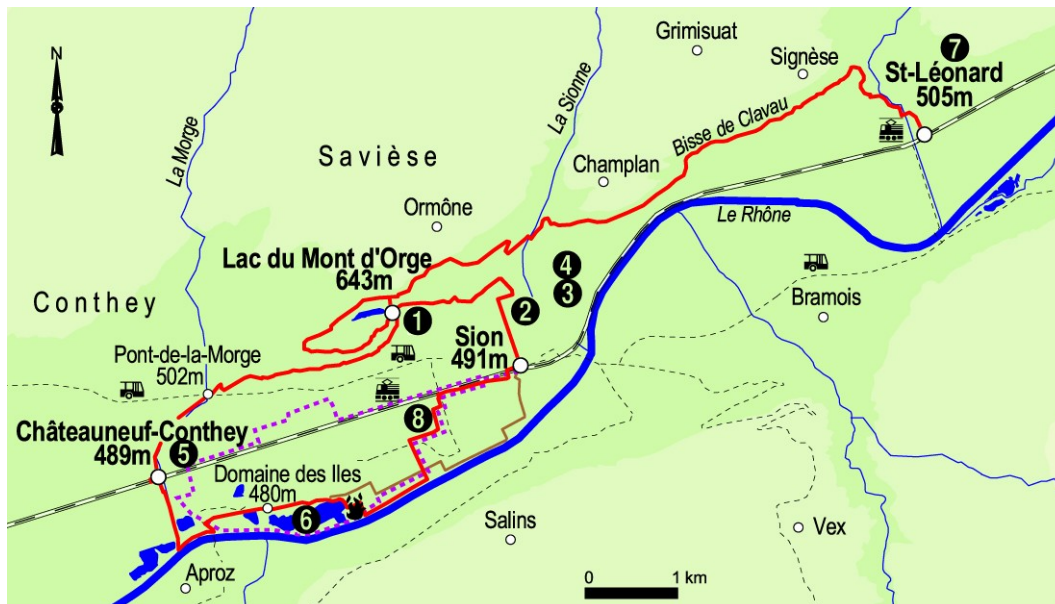 Grimisuat
7
Signèse
St-Léonard
505m
N
La Morge
La Sionne
Bisse de Clavau
Savièse
Champlan
Ormône
Le Rhône
Lac du Mont d'Orge
643m
4
3
Conthey
2
1
Bramois
Sion
491m
Pont-de-la-Morge
502m
8
Châteauneuf-Conthey
489m
5
Domaine des Iles
480m
6
Salins
Vex
Aproz
0 1 km